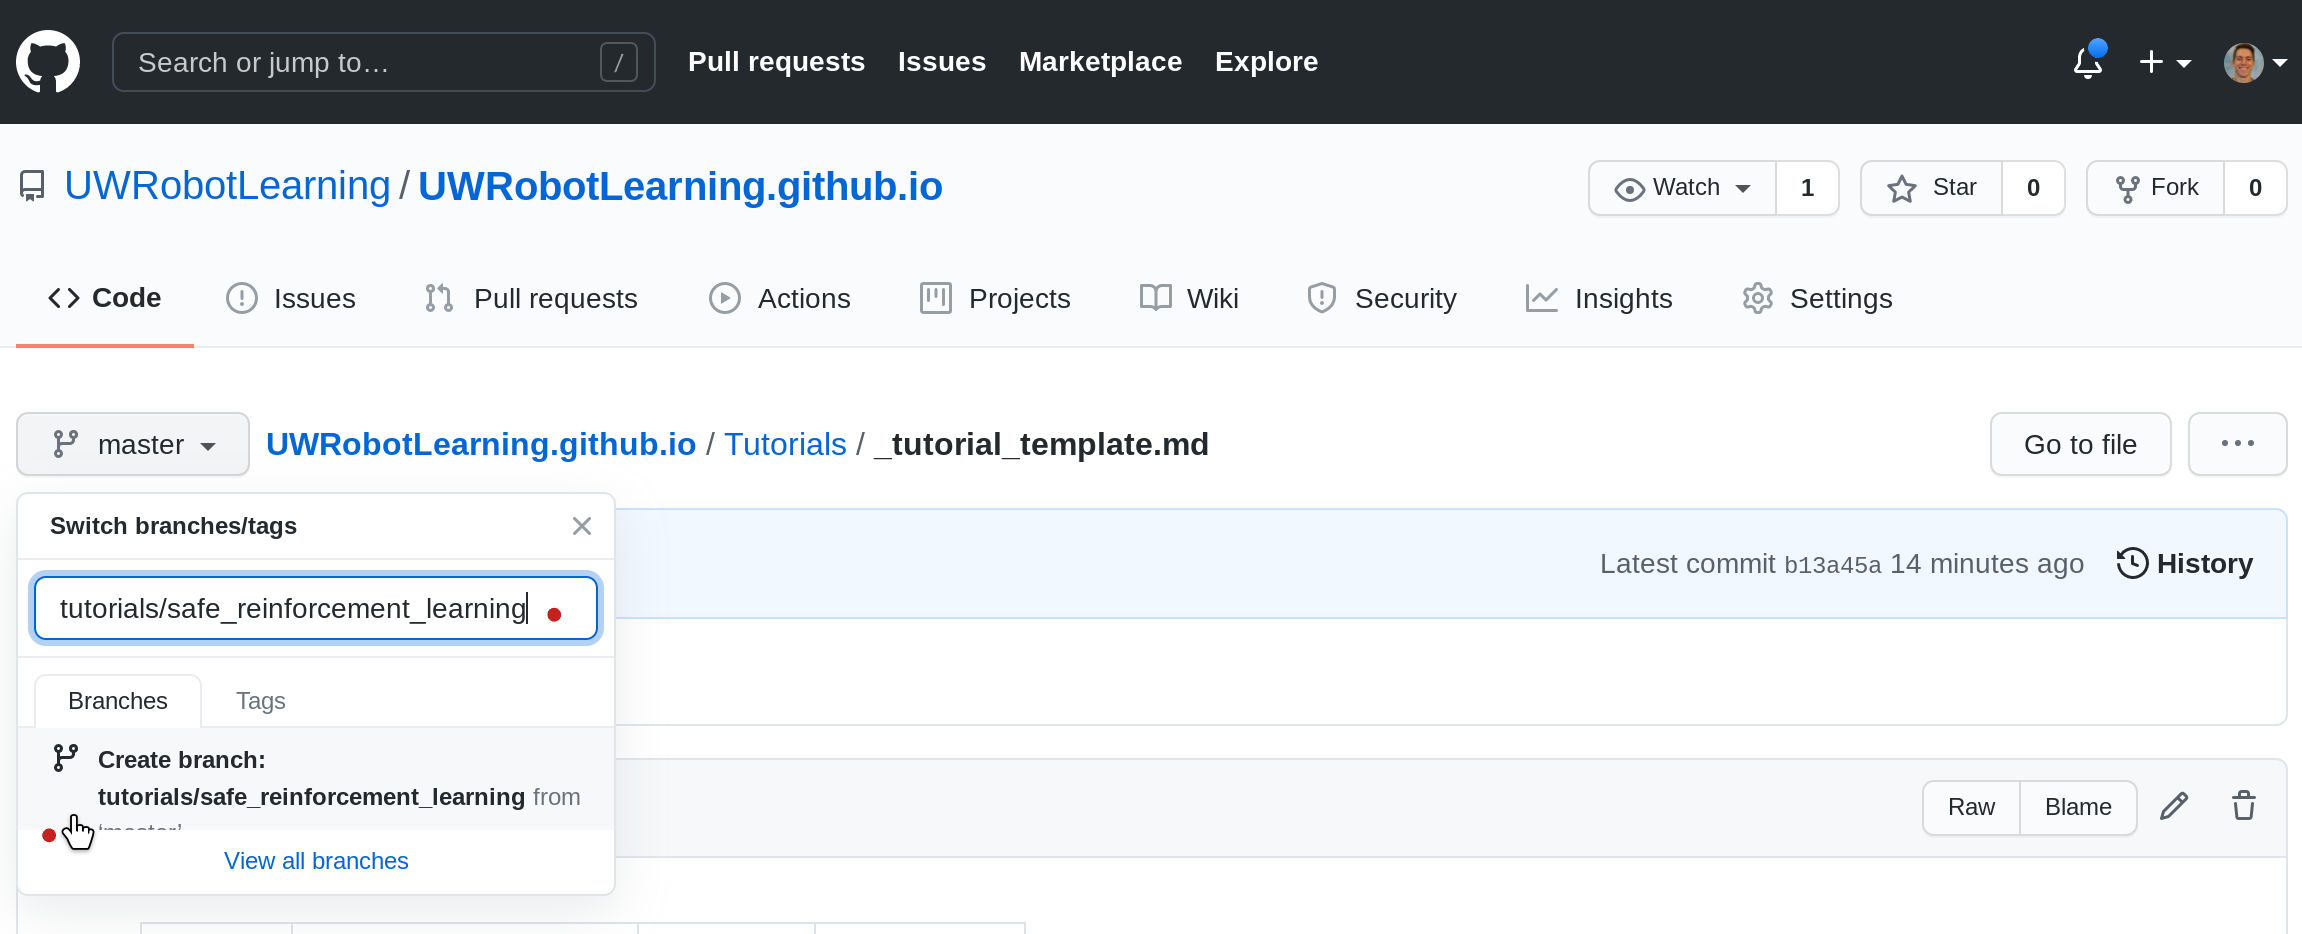 Search or jump to… / Pull requests Issues Marketplace Explore
UWRobotLearning / UWRobotLearning.github.io Watch 1 Star 0 Fork 0
Code Issues Pull requests Actions Projects Wiki Security Insights Settings
master UWRobotLearning.github.io / Tutorials / _tutorial_template.md Go to file ...
Switch branches/tags
Latest commit b13a45a 14 minutes ago History
tutorials/safe_reinforcement_learning
Branches Tags
Create branch:
tutorials/safe_reinforcement_learning from
'master'
Raw Blame
View all branches